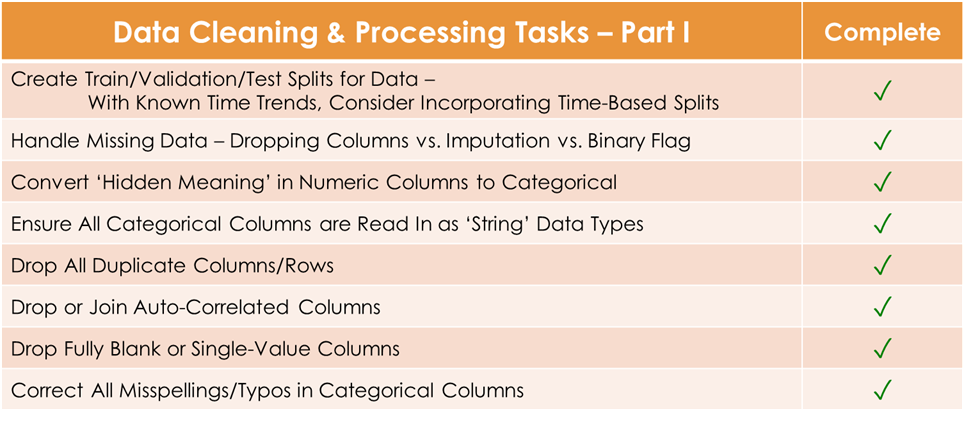 Data Cleaning & Processing Tasks – Part I
Complete
Create Train/Validation/Test Splits for Data –
With Known Time Trends, Consider Incorporating Time-Based Splits
✓
Handle Missing Data – Dropping Columns vs. Imputation vs. Binary Flag
✓
Convert ‘Hidden Meaning’ in Numeric Columns to Categorical
✓
Ensure All Categorical Columns are Read In as ‘String’ Data Types
✓
Drop All Duplicate Columns/Rows
✓
Drop or Join Auto-Correlated Columns
✓
Drop Fully Blank or Single-Value Columns
✓
Correct All Misspellings/Typos in Categorical Columns
✓